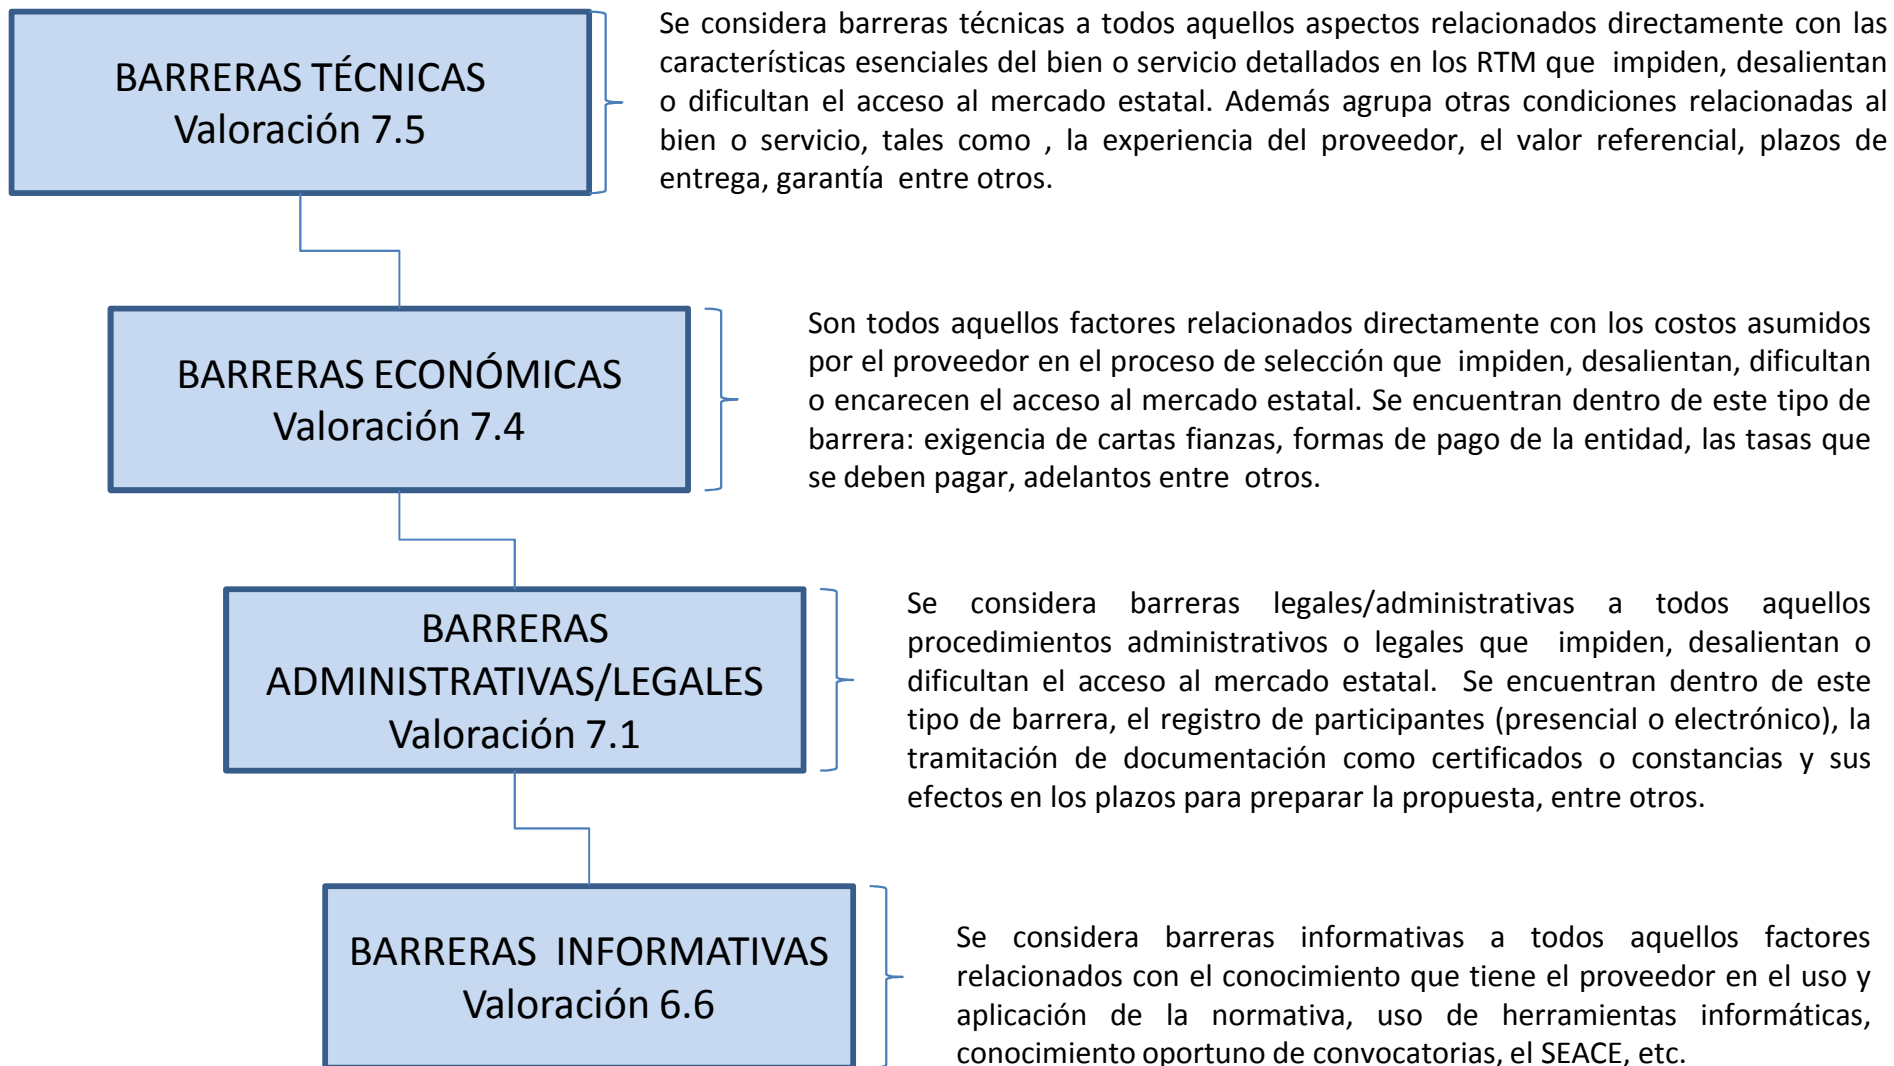 BARRERAS TÉCNICAS
Valoración 7.5
Se considera barreras técnicas a todos aquellos aspectos relacionados directamente con las
características esenciales del bien o servicio detallados en los RTM que impiden, desalientan
o dificultan el acceso al mercado estatal. Además agrupa otras condiciones relacionadas al
bien o servicio, tales como , la experiencia del proveedor, el valor referencial, plazos de
entrega, garantía entre otros.
BARRERAS ECONÓMICAS
Valoración 7.4
Son todos aquellos factores relacionados directamente con los costos asumidos
por el proveedor en el proceso de selección que impiden, desalientan, dificultan
o encarecen el acceso al mercado estatal. Se encuentran dentro de este tipo de
barrera: exigencia de cartas fianzas, formas de pago de la entidad, las tasas que
se deben pagar, adelantos entre otros.
BARRERAS
ADMINISTRATIVAS/LEGALES
Valoración 7.1
Se considera barreras legales/administrativas a todos aquellos
procedimientos administrativos o legales que impiden, desalientan o
dificultan el acceso al mercado estatal. Se encuentran dentro de este
tipo de barrera, el registro de participantes (presencial o electrónico), la
tramitación de documentación como certificados o constancias y sus
efectos en los plazos para preparar la propuesta, entre otros.
BARRERAS INFORMATIVAS
Valoración 6.6
Se considera barreras informativas a todos aquellos factores
relacionados con el conocimiento que tiene el proveedor en el uso y
aplicación de la normativa, uso de herramientas informáticas,
conocimiento oportuno de convocatorias, el SEACE, etc.